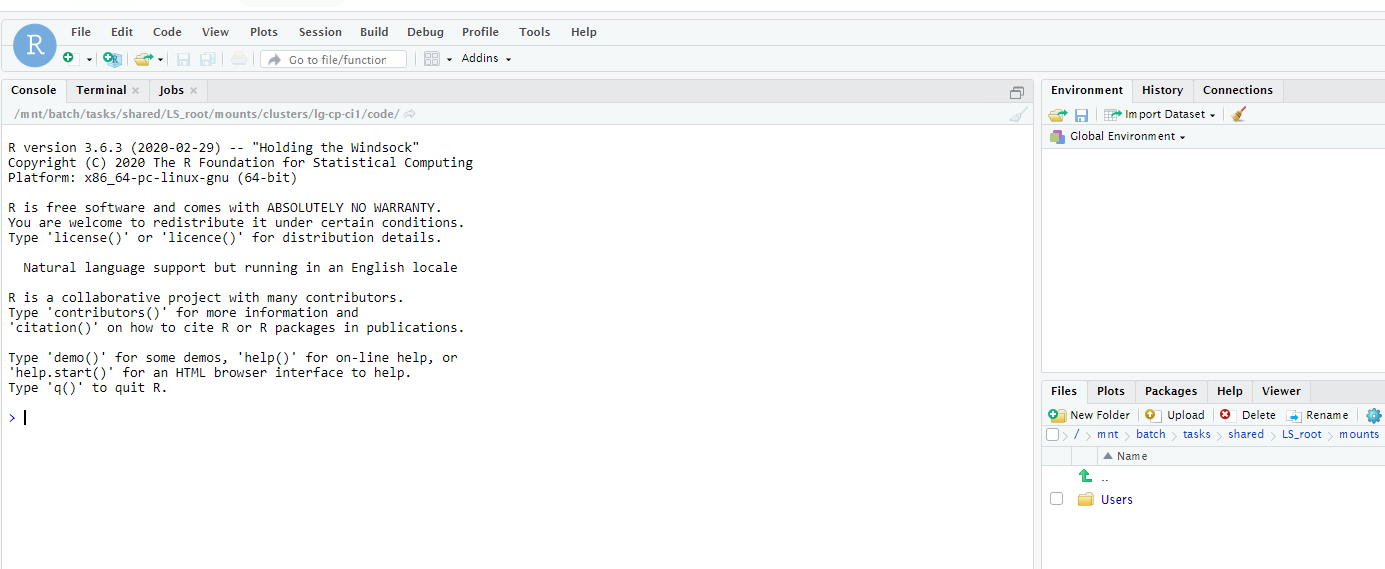 R
File Edit Code View Plots Session Build Debug Profile Tools Help
Go to file/function Addins
Console Terminal Jobs
/mnt/batch/tasks/shared/LS_root/mounts/clusters/lg-cp-ci1/code/
R version 3.6.3 (2020-02-29) -- "Holding the Windsock"
Copyright (C) 2020 The R Foundation for Statistical Computing
Platform: x86_64-pc-linux-gnu (64-bit)
R is free software and comes with ABSOLUTELY NO WARRANTY.
You are welcome to redistribute it under certain conditions.
Type 'license()' or 'licence()' for distribution details.
Natural language support but running in an English locale
R is a collaborative project with many contributors.
Type 'contributors()' for more information and
'citation()' on how to cite R or R packages in publications.
Type 'demo()' for some demos, 'help()' for on-line help, or
'help.start()' for an HTML browser interface to help.
Type 'q()' to quit R.
>
Environment History Connections
Import Dataset
Global Environment
Files Plots Packages Help Viewer
New Folder Upload Delete Rename
/ mnt batch tasks shared LS_root mounts
Name
..
Users